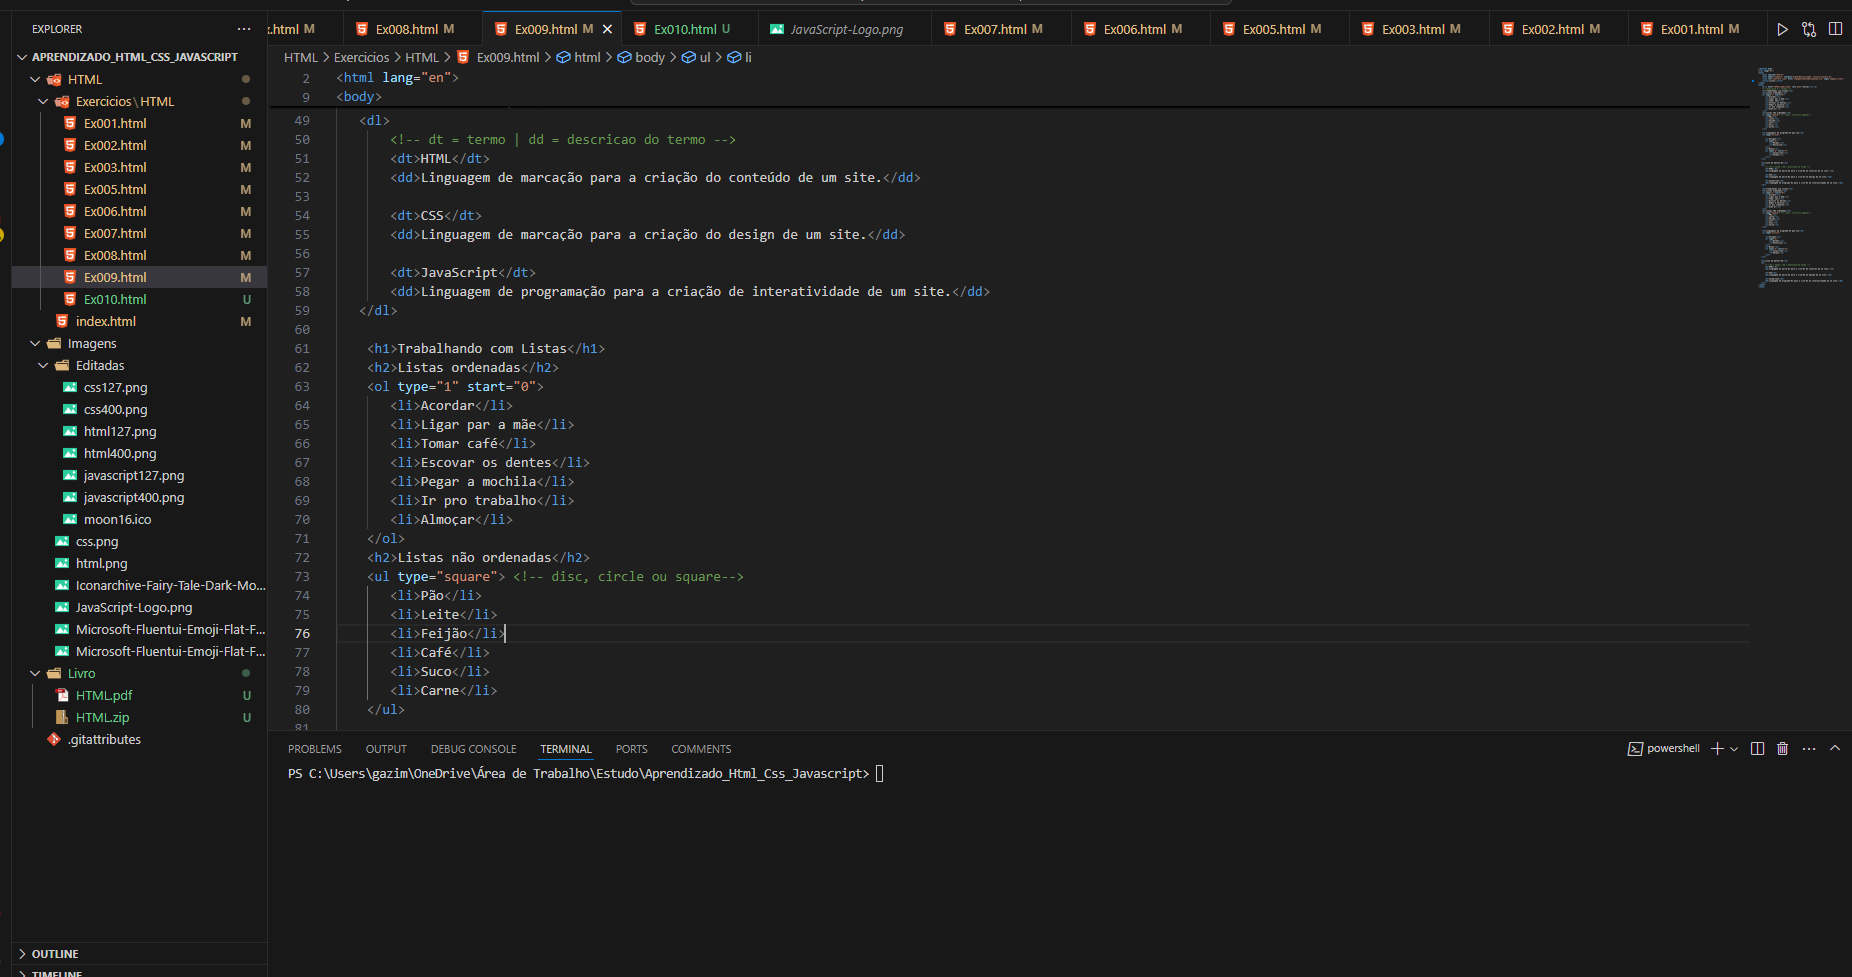 EXPLORER
APRENDIZADO_HTML_CSS_JAVASCRIPT
HTML
Exercicios\HTML
Ex001.html M
Ex002.html M
Ex003.html M
Ex005.html M
Ex006.html M
Ex007.html M
Ex008.html M
Ex009.html M
Ex010.html U
index.html M
Imagens
Editadas
css127.png
css400.png
html127.png
html400.png
javascript127.png
javascript400.png
moon16.ico
css.png
html.png
Iconarchive-Fairy-Tale-Dark-Mo...
JavaScript-Logo.png
Microsoft-Fluentui-Emoji-Flat-F...
Microsoft-Fluentui-Emoji-Flat-F...
Livro
HTML.pdf U
HTML.zip U
.gitattributes
OUTLINE
TIMELINE
.html M Ex008.html M Ex009.html M Ex010.html U JavaScript-Logo.png Ex007.html M Ex006.html M Ex005.html M Ex003.html M Ex002.html M Ex001.html M
HTML > Exercicios > HTML > Ex009.html > html > body > ul > li
2 <html lang="en">
9 <body>
49 <dl>
50 <!-- dt = termo | dd = descricao do termo -->
51 <dt>HTML</dt>
52 <dd>Linguagem de marcação para a criação do conteúdo de um site.</dd>
53
54 <dt>CSS</dt>
55 <dd>Linguagem de marcação para a criação do design de um site.</dd>
56
57 <dt>JavaScript</dt>
58 <dd>Linguagem de programação para a criação de interatividade de um site.</dd>
59 </dl>
60
61 <h1>Trabalhando com Listas</h1>
62 <h2>Listas ordenadas</h2>
63 <ol type="1" start="0">
64 <li>Acordar</li>
65 <li>Ligar par a mãe</li>
66 <li>Tomar café</li>
67 <li>Escovar os dentes</li>
68 <li>Pegar a mochila</li>
69 <li>Ir pro trabalho</li>
70 <li>Almoçar</li>
71 </ol>
72 <h2>Listas não ordenadas</h2>
73 <ul type="square"> <!-- disc, circle ou square-->
74 <li>Pão</li>
75 <li>Leite</li>
76 <li>Feijão</li>
77 <li>Café</li>
78 <li>Suco</li>
79 <li>Carne</li>
80 </ul>
81
PROBLEMS OUTPUT DEBUG CONSOLE TERMINAL PORTS COMMENTS powershell
PS C:\Users\gazim\OneDrive\Área de Trabalho\Estudo\Aprendizado_Html_Css_Javascript>